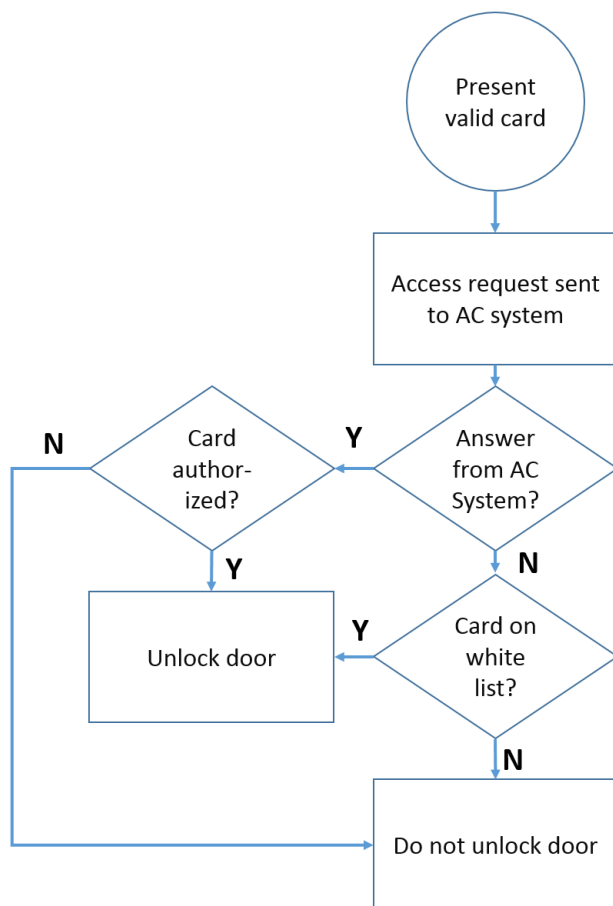 Present
valid card
Access request sent
to AC system
N
Card
author-
ized?
Y
Answer
from AC
System?
Y
N
Unlock door
Y
Card on
white
list?
N
Do not unlock door